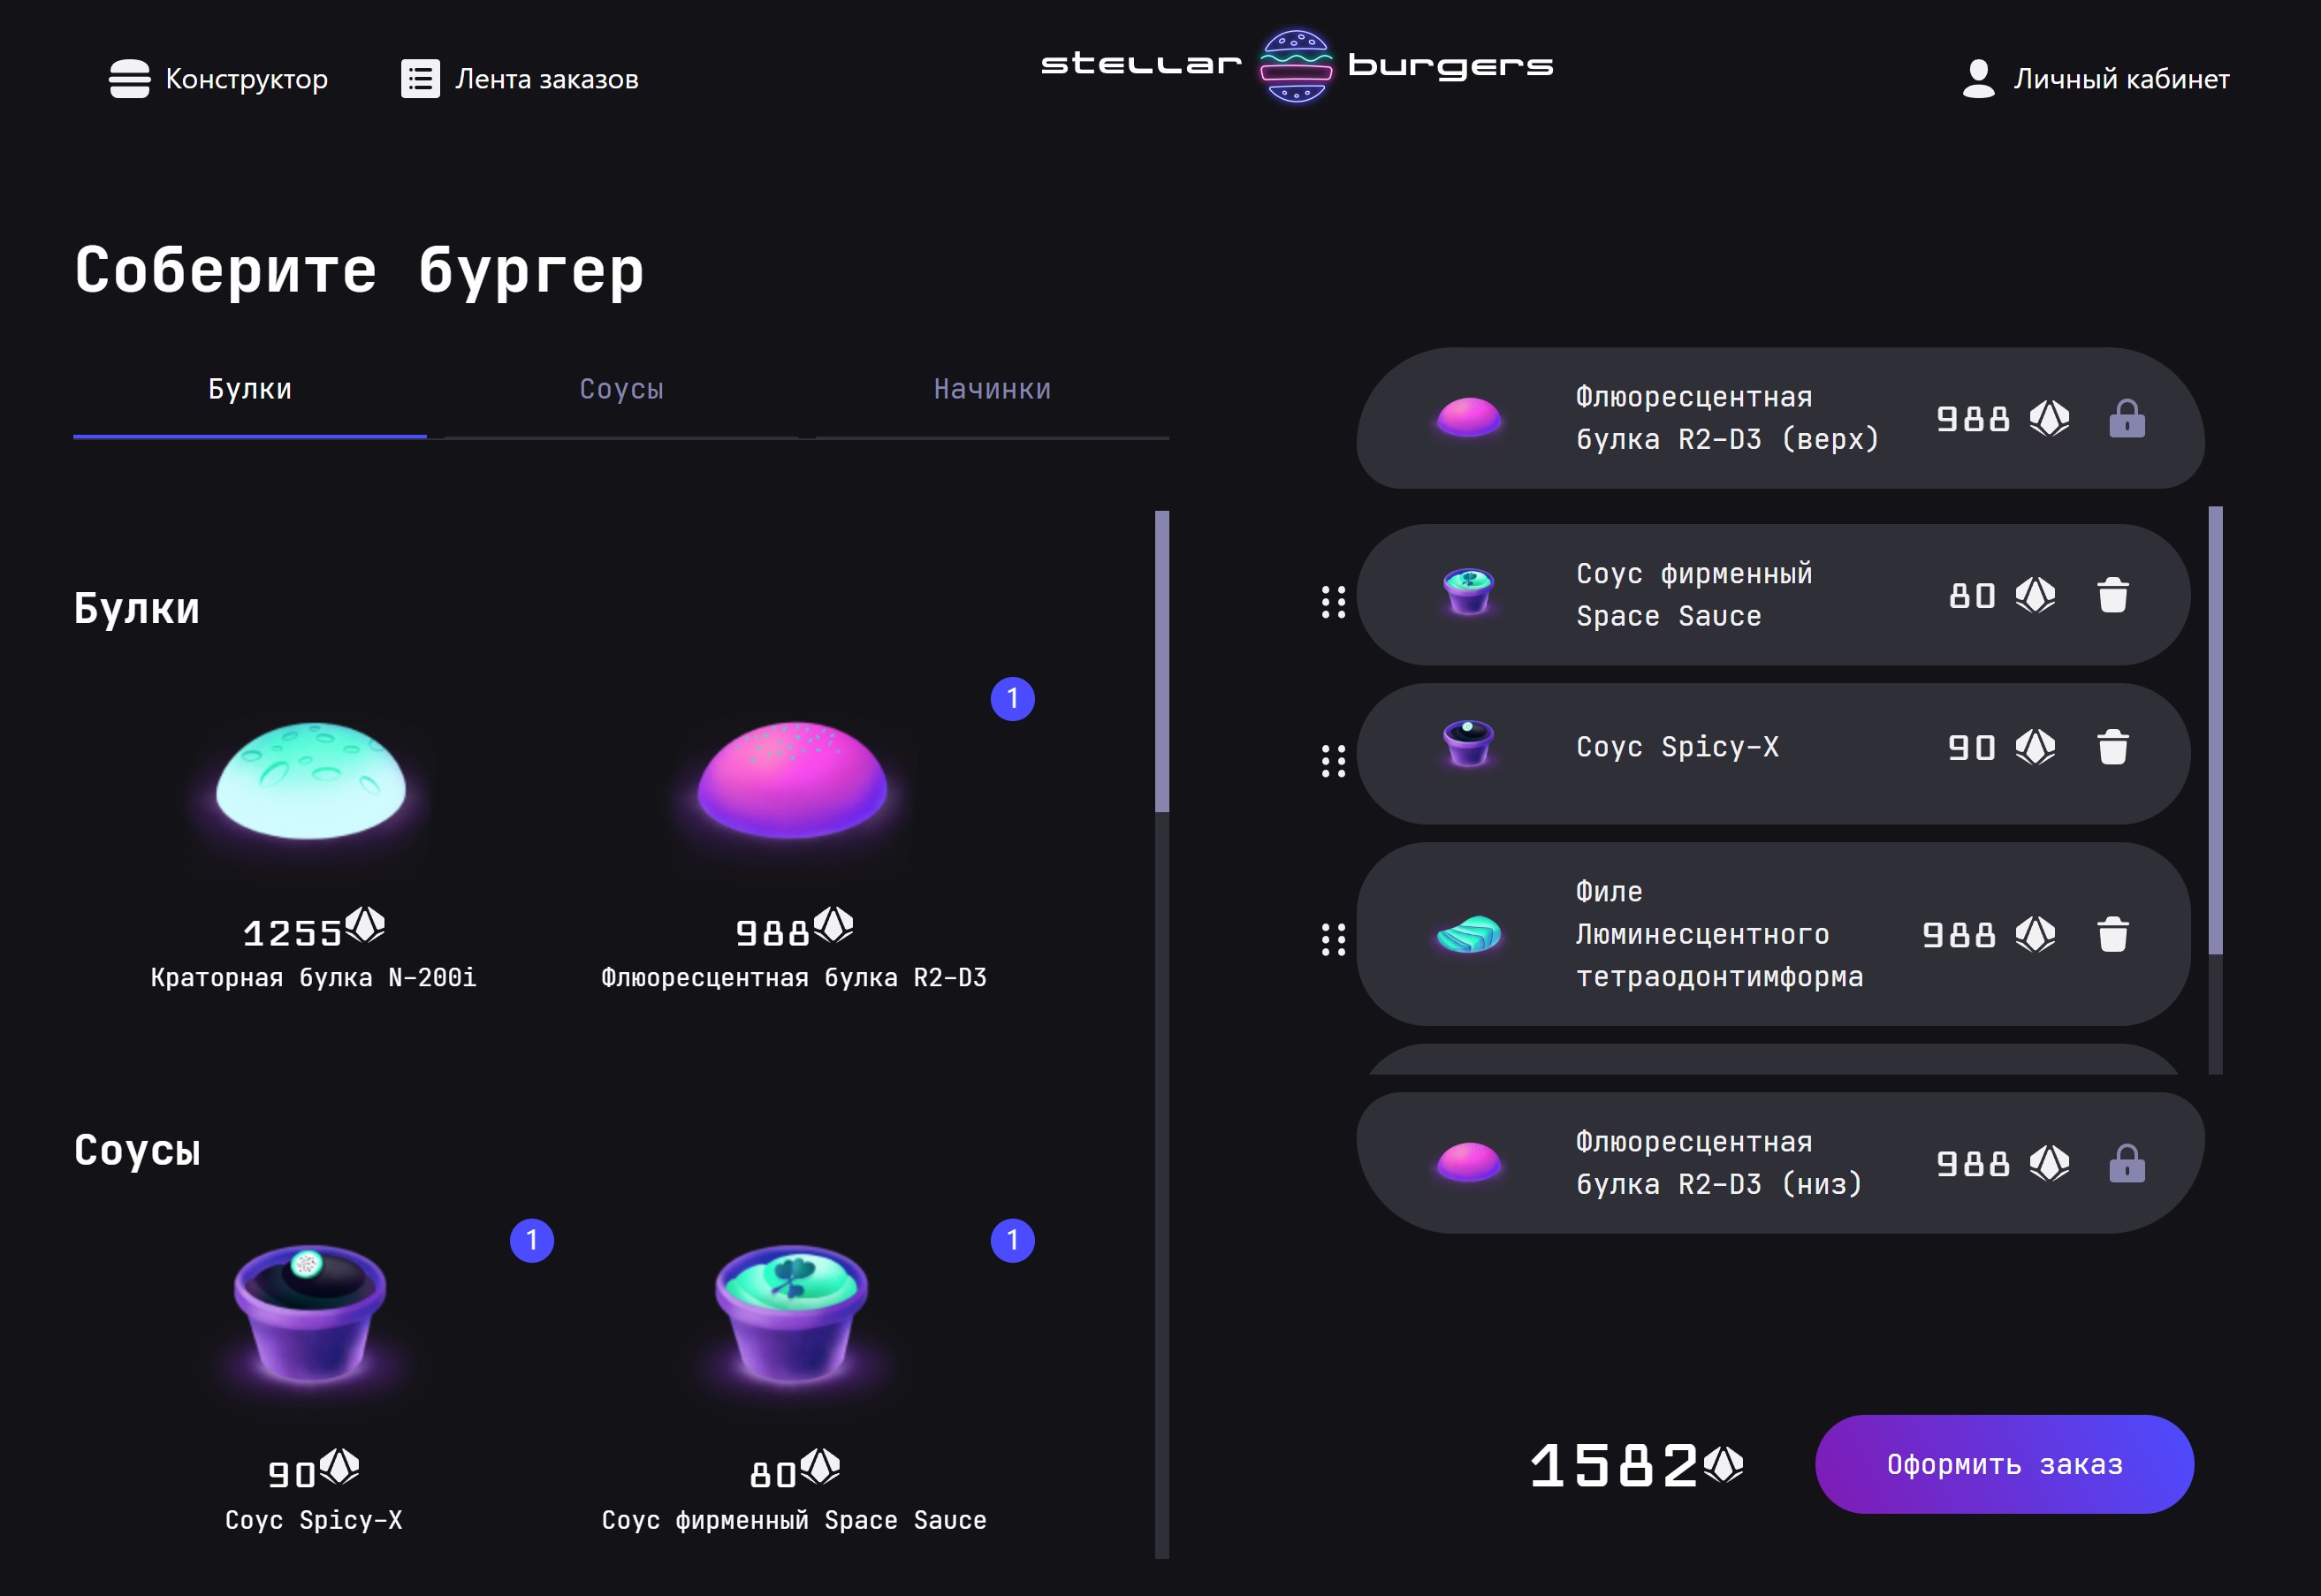 Конструктор
Лента заказов
stellar burgers
Личный кабинет
Соберите бургер
Булки
Соусы
Начинки
Булки
1
1255
988
Краторная булка N-200i
Флюоресцентная булка R2-D3
Соусы
1
1
90
80
Соус Spicy-X
Соус фирменный Space Sauce
Флюоресцентная
булка R2-D3 (верх)
988
Соус фирменный
Space Sauce
80
Соус Spicy-X
90
Филе
Люминесцентного
тетраодонтимформа
988
Флюоресцентная
булка R2-D3 (низ)
988
1582
Оформить заказ